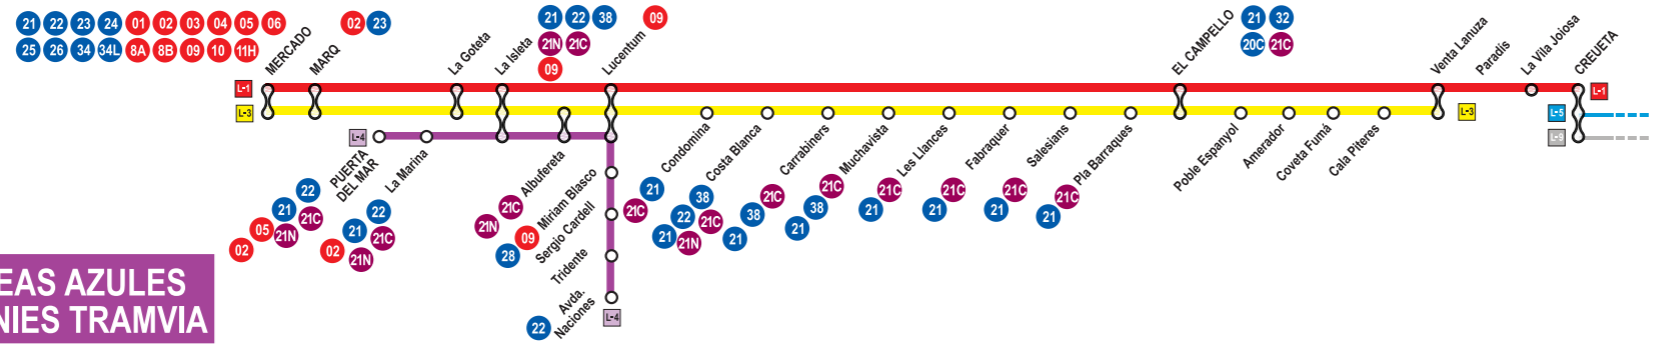 21 22 23 24 01 02 03 04 05 06
25 26 34 34L 8A 8B 09 10 11H
MERCADO
02 23
MARQ
La Goteta
La Isleta
21 22 38 09
21N 21C
09
Lucentum
EL CAMPELLO
21 32
20C 21C
Venta Lanuza
Paradís
La Vila Joiosa
CREUETA
L-1
L-1
L-3
L-3
L-5
L-9
L-4
PUERTA
DEL MAR
22
21 21C
05 21N
02
La Marina
22
21 21C
02 21N
Albufereta
21C
21N
Miriam Blasco
09
28
Sergio Cardell
Tridente
Avda.
Naciones
22
L-4
Condomina
21
21C
Costa Blanca
38
22 21C
21 21N
Carrabiners
21C
38
21
Muchavista
21C
38
21
Les Llances
21C
21
Fabraquer
21C
21
Salesians
21C
21
Pla Barraques
21C
21
Poble Espanyol
Amerador
Coveta Fumá
Cala Piteres
EAS AZULES
NIES TRAMVIA